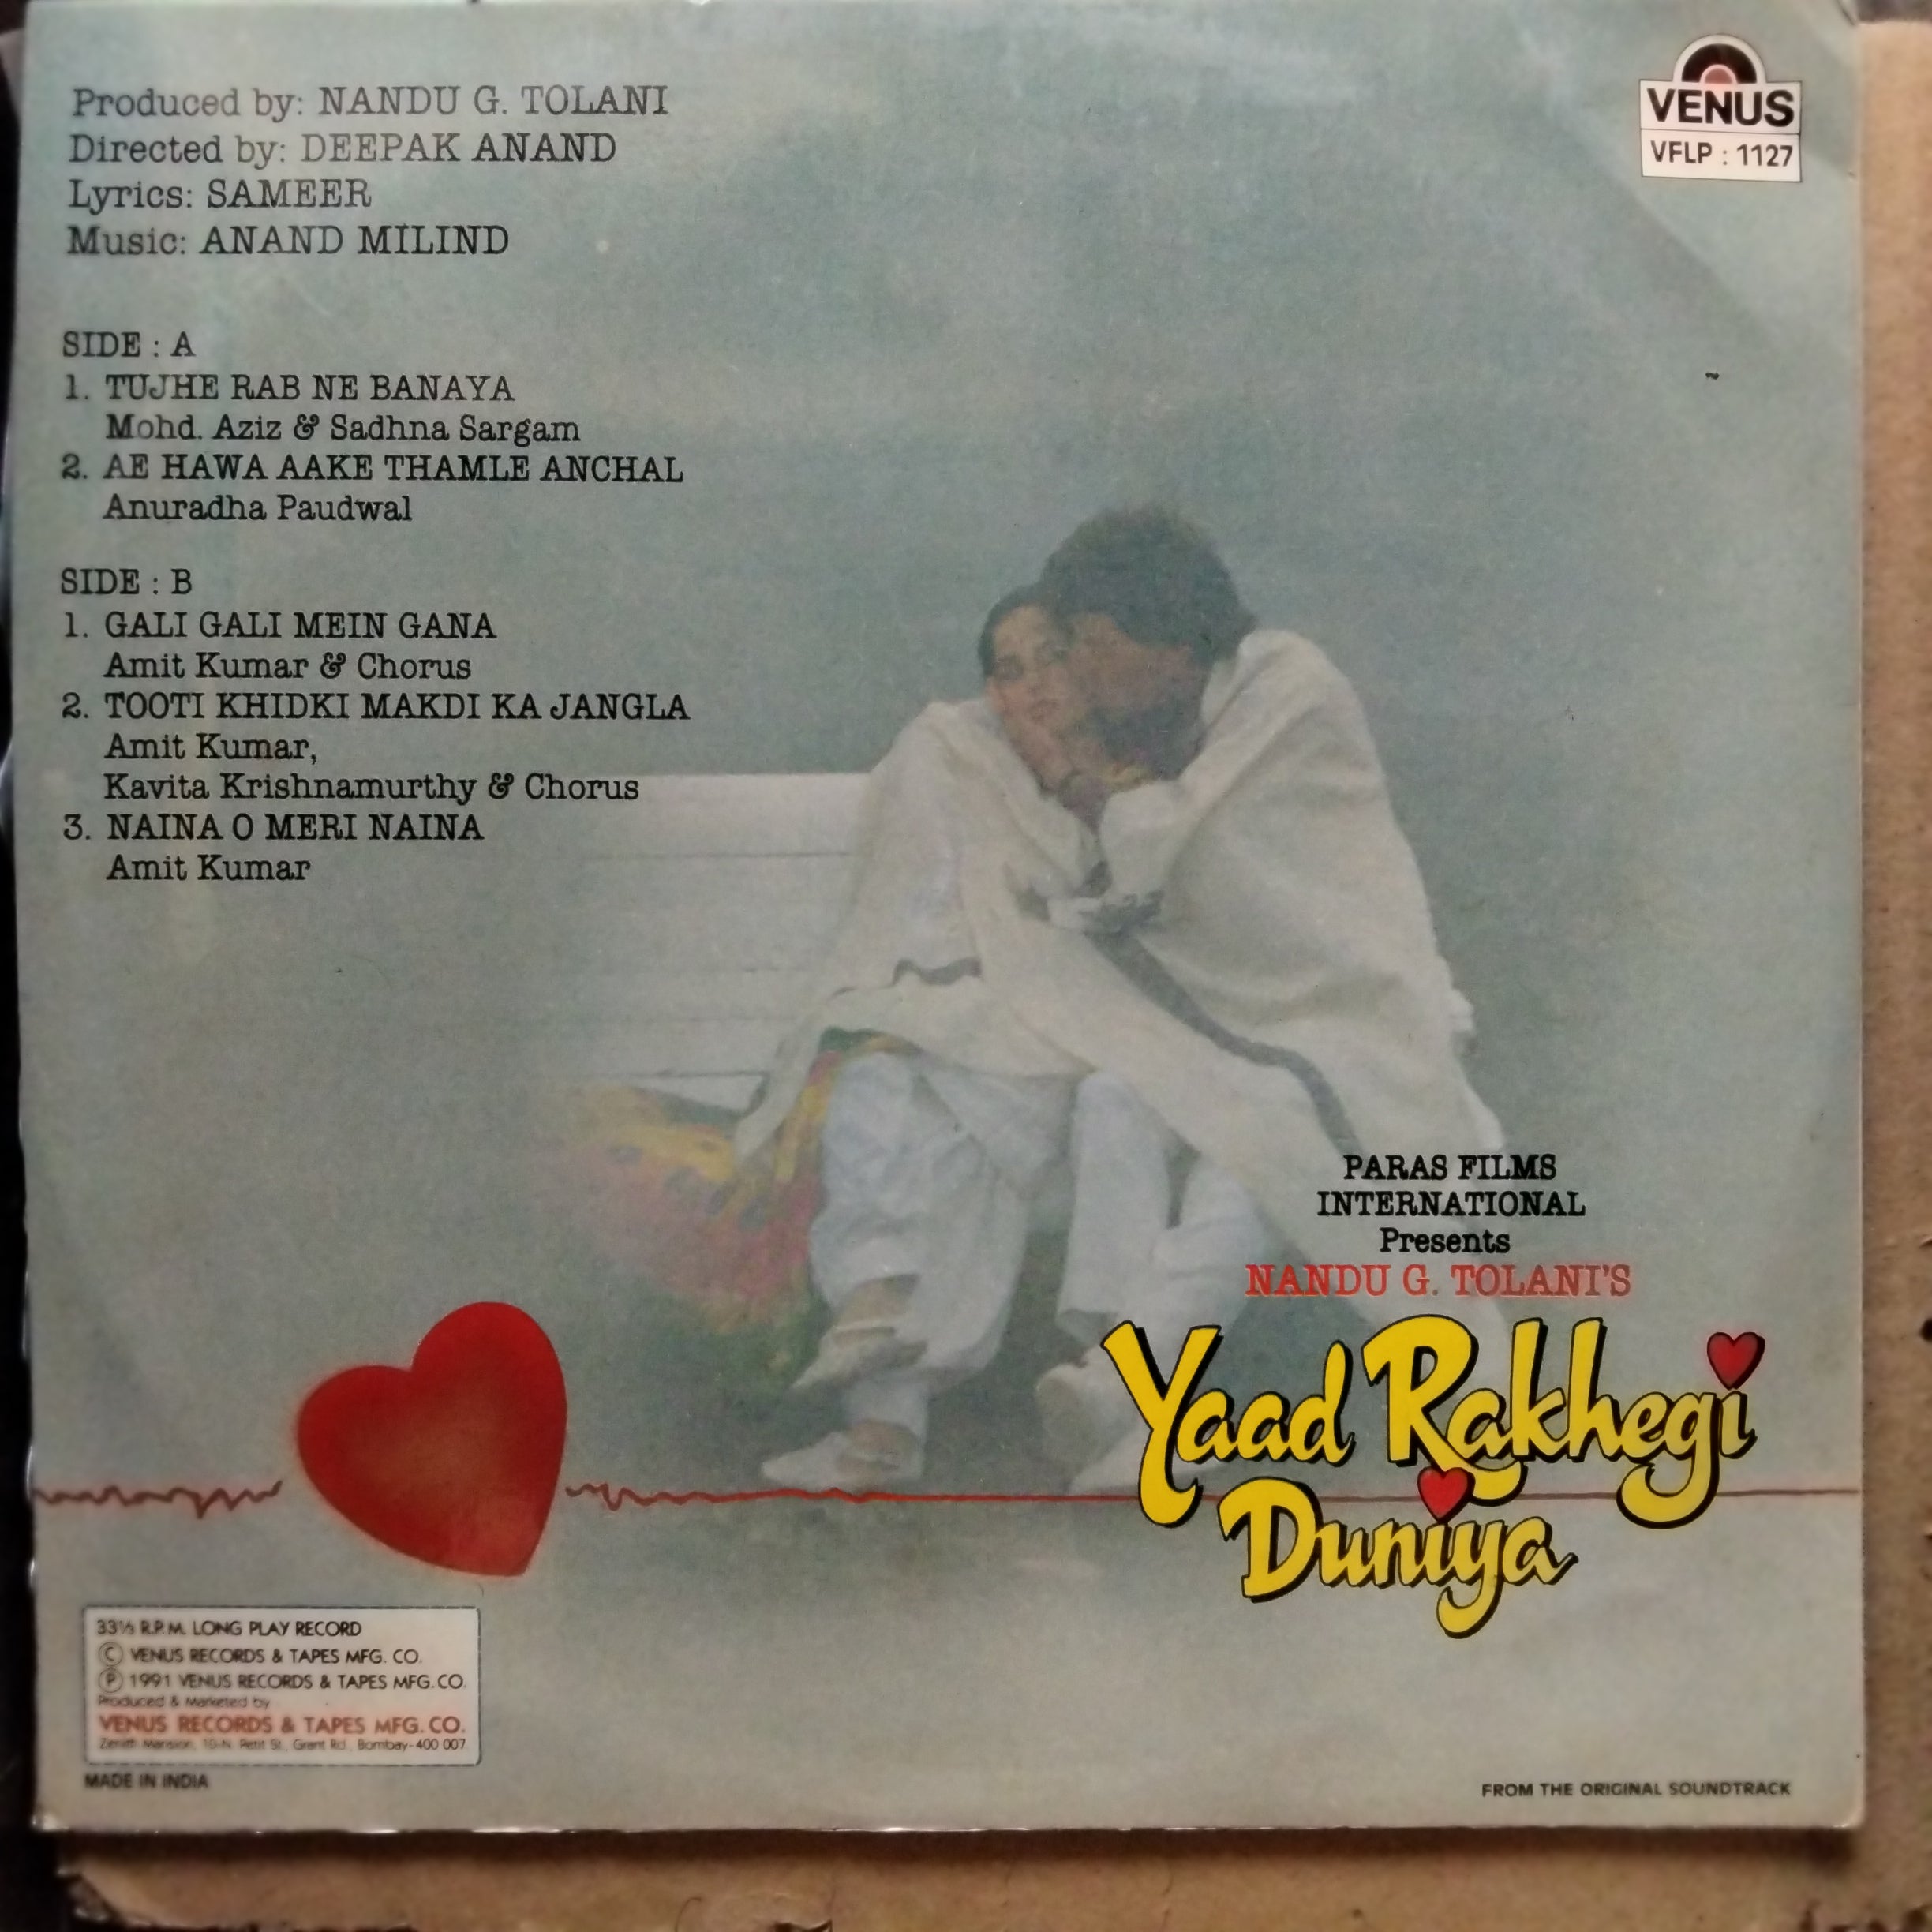 Produced by: NANDU G. TOLANI
Directed by: DEEPAK ANAND
Lyrics: SAMEER
Music: ANAND MILIND
VENUS
VFLP : 1127
SIDE : A
1. TUJHE RAB NE BANAYA
Mohd. Aziz & Sadhna Sargam
2. AE HAWA AAKE THAMLE ANCHAL
Anuradha Paudwal
SIDE : B
1. GALI GALI MEIN GANA
Amit Kumar & Chorus
2. TOOTI KHIDKI MAKDI KA JANGLA
Amit Kumar,
Kavita Krishnamurthy & Chorus
3. NAINA O MERI NAINA
Amit Kumar
PARAS FILMS
INTERNATIONAL
Presents
NANDU G. TOLANI'S
Yaad Rakhegi
Duniya
33⅓ R.P.M. LONG PLAY RECORD
© VENUS RECORDS & TAPES MFG. CO.
℗ 1991 VENUS RECORDS & TAPES MFG. CO.
Produced & Marketed by
VENUS RECORDS & TAPES MFG. CO.
Zenith Mansion, 10-N, Petit St., Grant Rd., Bombay-400 007
MADE IN INDIA
FROM THE ORIGINAL SOUNDTRACK